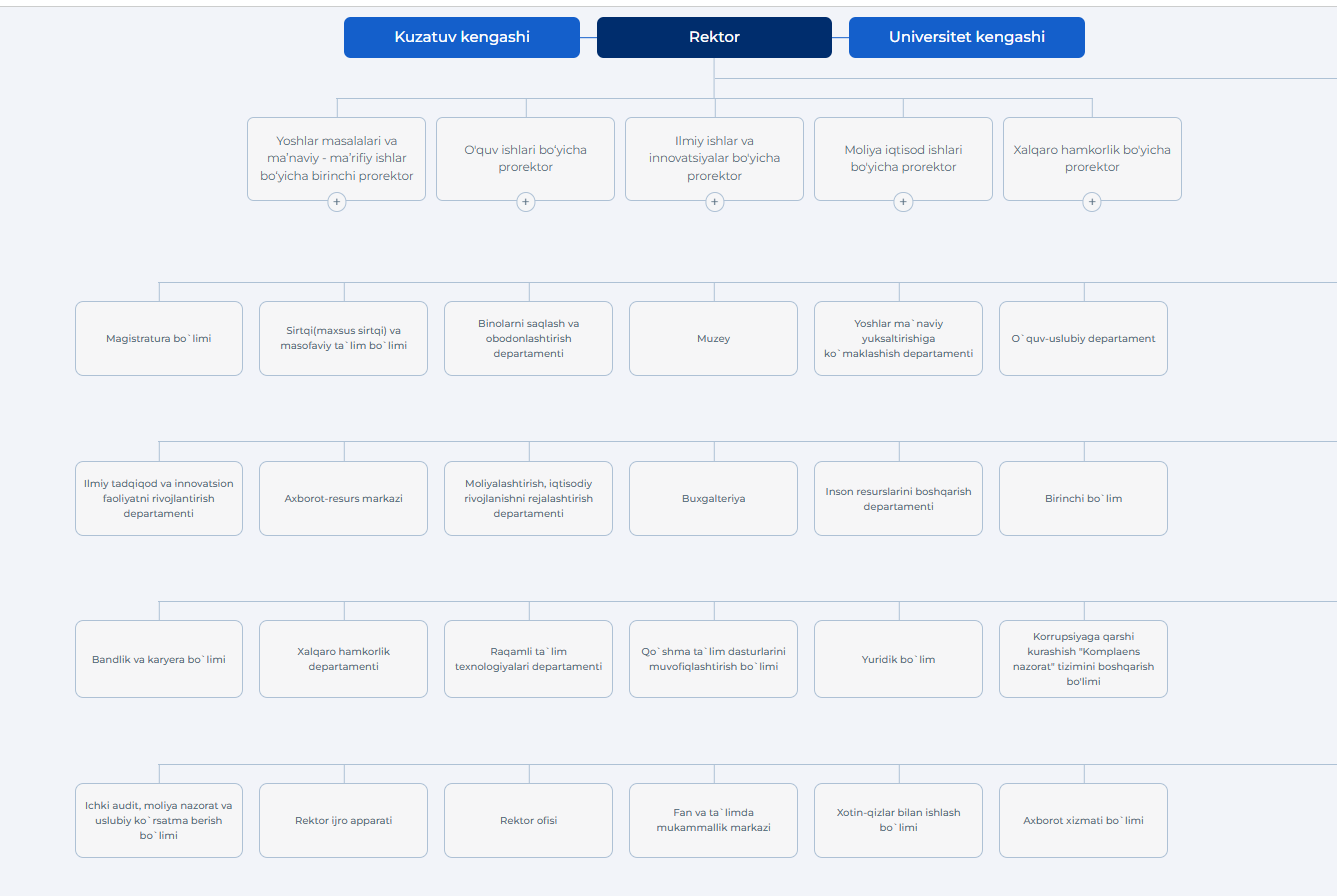 Kuzatuv kengashi
Rektor
Universitet kengashi
Yoshlar masalalari va
ma'naviy - ma'rifiy ishlar
bo'yicha birinchi prorektor
+
O'quv ishlari bo'yicha
prorektor
+
Ilmiy ishlar va
innovatsiyalar bo'yicha
prorektor
+
Moliya iqtisod ishlari
bo'yicha prorektor
+
Xalqaro hamkorlik bo'yicha
prorektor
+
Magistratura bo`limi
Sirtqi(maxsus sirtqi) va
masofaviy ta`lim bo`limi
Binolarni saqlash va
obodonlashtirish
departamenti
Muzey
Yoshlar ma`naviy
yuksaltirishiga
ko`maklashish departamenti
O`quv-uslubiy departament
Ilmiy tadqiqod va innovatsion
faoliyatni rivojlantirish
departamenti
Axborot-resurs markazi
Moliyalashtirish, iqtisodiy
rivojlanishni rejalashtirish
departamenti
Buxgalteriya
Inson resurslarini boshqarish
departamenti
Birinchi bo`lim
Bandlik va karyera bo`limi
Xalqaro hamkorlik
departamenti
Raqamli ta`lim
texnologiyalari departamenti
Qo`shma ta`lim dasturlarini
muvofiqlashtirish bo`limi
Yuridik bo`lim
Korrupsiyaga qarshi
kurashish "Komplaens
nazorat" tizimini boshqarish
bo'limi
Ichki audit, moliya nazorat va
uslubiy ko`rsatma berish
bo`limi
Rektor ijro apparati
Rektor ofisi
Fan va ta`limda
mukammallik markazi
Xotin-qizlar bilan ishlash
bo`limi
Axborot xizmati bo`limi